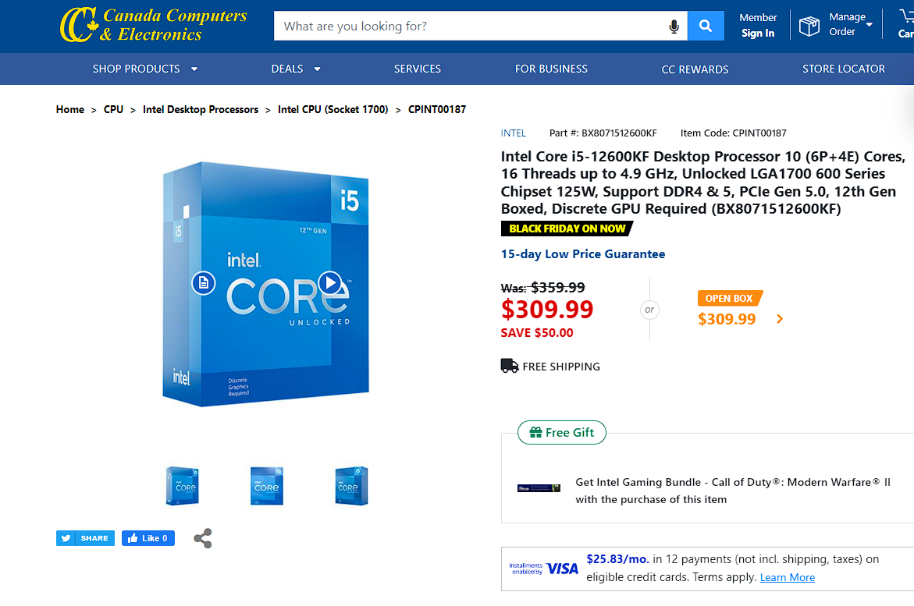 Canada Computers
& Electronics
What are you looking for?
Member
Sign In
Manage
Order
Car
SHOP PRODUCTS
DEALS
SERVICES
FOR BUSINESS
CC REWARDS
STORE LOCATOR
Home > CPU > Intel Desktop Processors > Intel CPU (Socket 1700) > CPINT00187
INTEL Part #: BX8071512600KF Item Code: CPINT00187
Intel Core i5-12600KF Desktop Processor 10 (6P+4E) Cores,
16 Threads up to 4.9 GHz, Unlocked LGA1700 600 Series
Chipset 125W, Support DDR4 & 5, PCIe Gen 5.0, 12th Gen
Boxed, Discrete GPU Required (BX8071512600KF)
BLACK FRIDAY ON NOW
15-day Low Price Guarantee
Was: $359.99
$309.99
SAVE $50.00
or
OPEN BOX
$309.99
FREE SHIPPING
i5
i5
12TH GEN
intel.
CORE™
UNLOCKED
intel
Discrete
Graphics
Required
Free Gift
Get Intel Gaming Bundle - Call of Duty®: Modern Warfare® II
with the purchase of this item
SHARE
Like 0
Installments
enabled by
VISA
$25.83/mo. in 12 payments (not incl. shipping, taxes) on
eligible credit cards. Terms apply. Learn More